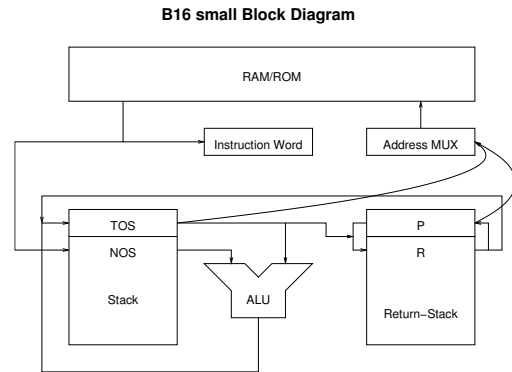 B16 small Block Diagram
RAM/ROM
Instruction Word
Address MUX
TOS
P
NOS
R
Stack
ALU
Return−Stack